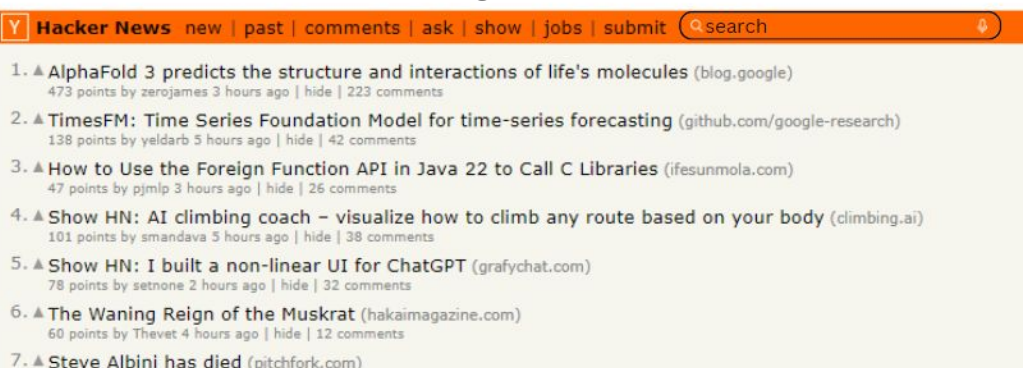 Y Hacker News new | past | comments | ask | show | jobs | submit search
1. ▲ AlphaFold 3 predicts the structure and interactions of life's molecules (blog.google)
473 points by zerojames 3 hours ago | hide | 223 comments
2. ▲ TimesFM: Time Series Foundation Model for time-series forecasting (github.com/google-research)
138 points by yeldarb 5 hours ago | hide | 42 comments
3. ▲ How to Use the Foreign Function API in Java 22 to Call C Libraries (ifesunmola.com)
47 points by pjmlp 3 hours ago | hide | 26 comments
4. ▲ Show HN: AI climbing coach – visualize how to climb any route based on your body (climbing.ai)
101 points by smandava 5 hours ago | hide | 38 comments
5. ▲ Show HN: I built a non-linear UI for ChatGPT (grafychat.com)
78 points by setnone 2 hours ago | hide | 32 comments
6. ▲ The Waning Reign of the Muskrat (hakaimagazine.com)
60 points by Thevet 4 hours ago | hide | 12 comments
7. ▲ Steve Albini has died (pitchfork.com)